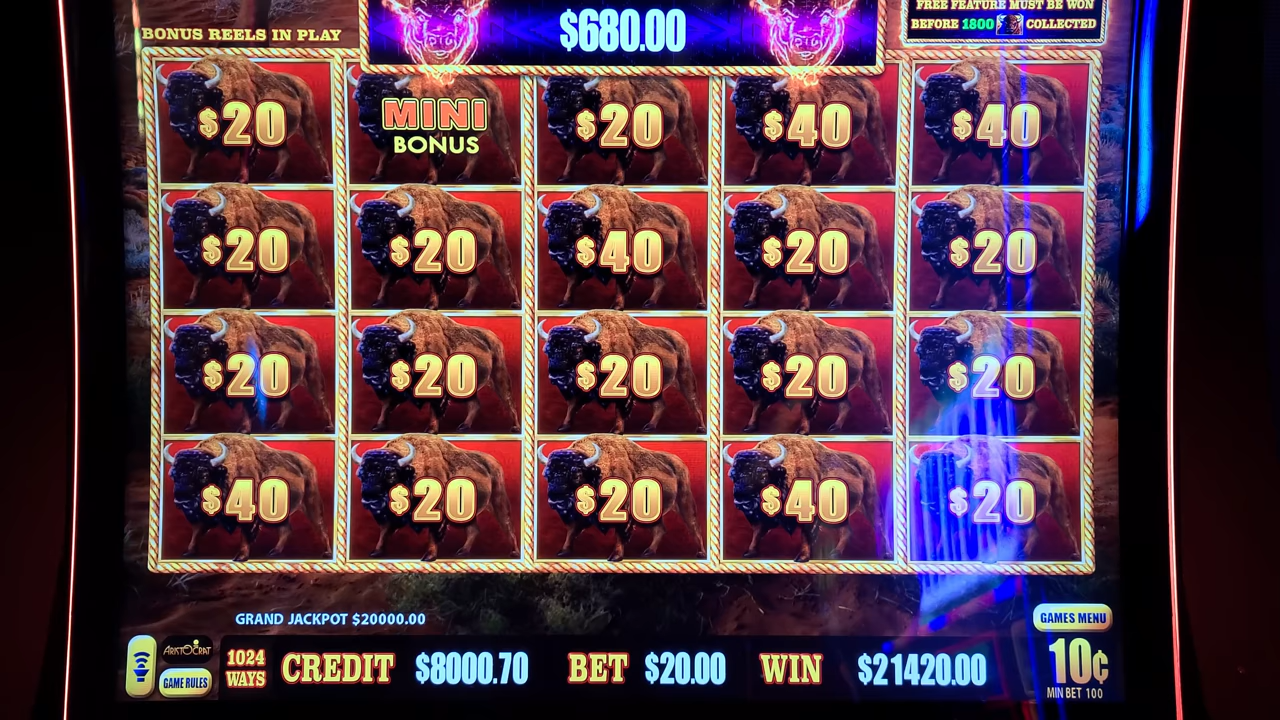 FREE FEATURE MUST BE WON
BEFORE 1800 COLLECTED
BONUS REELS IN PLAY
$680.00
$20
MINI
BONUS
$20
$40
$40
$20
$20
$40
$20
$20
$20
$20
$20
$20
$20
$40
$20
$20
$40
$20
GRAND JACKPOT $20000.00
GAMES MENU
ARISTOCRAT
GAME RULES
1024
WAYS
CREDIT $8000.70
BET $20.00
WIN $21420.00
10¢
MIN BET 100